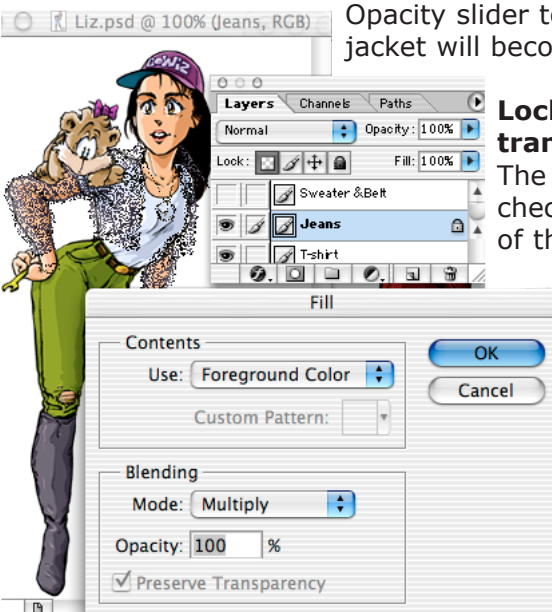 Liz.psd @ 100% (Jeans, RGB)
Opacity slider t
jacket will beco
GoWiz
Layers Channels Paths
Normal Opacity: 100%
Lock: Fill: 100%
Sweater &Belt
Jeans
T-shirt
Loc
tran
The
chec
of th
Fill
Contents
Use: Foreground Color
Custom Pattern:
OK
Cancel
Blending
Mode: Multiply
Opacity: 100 %
Preserve Transparency